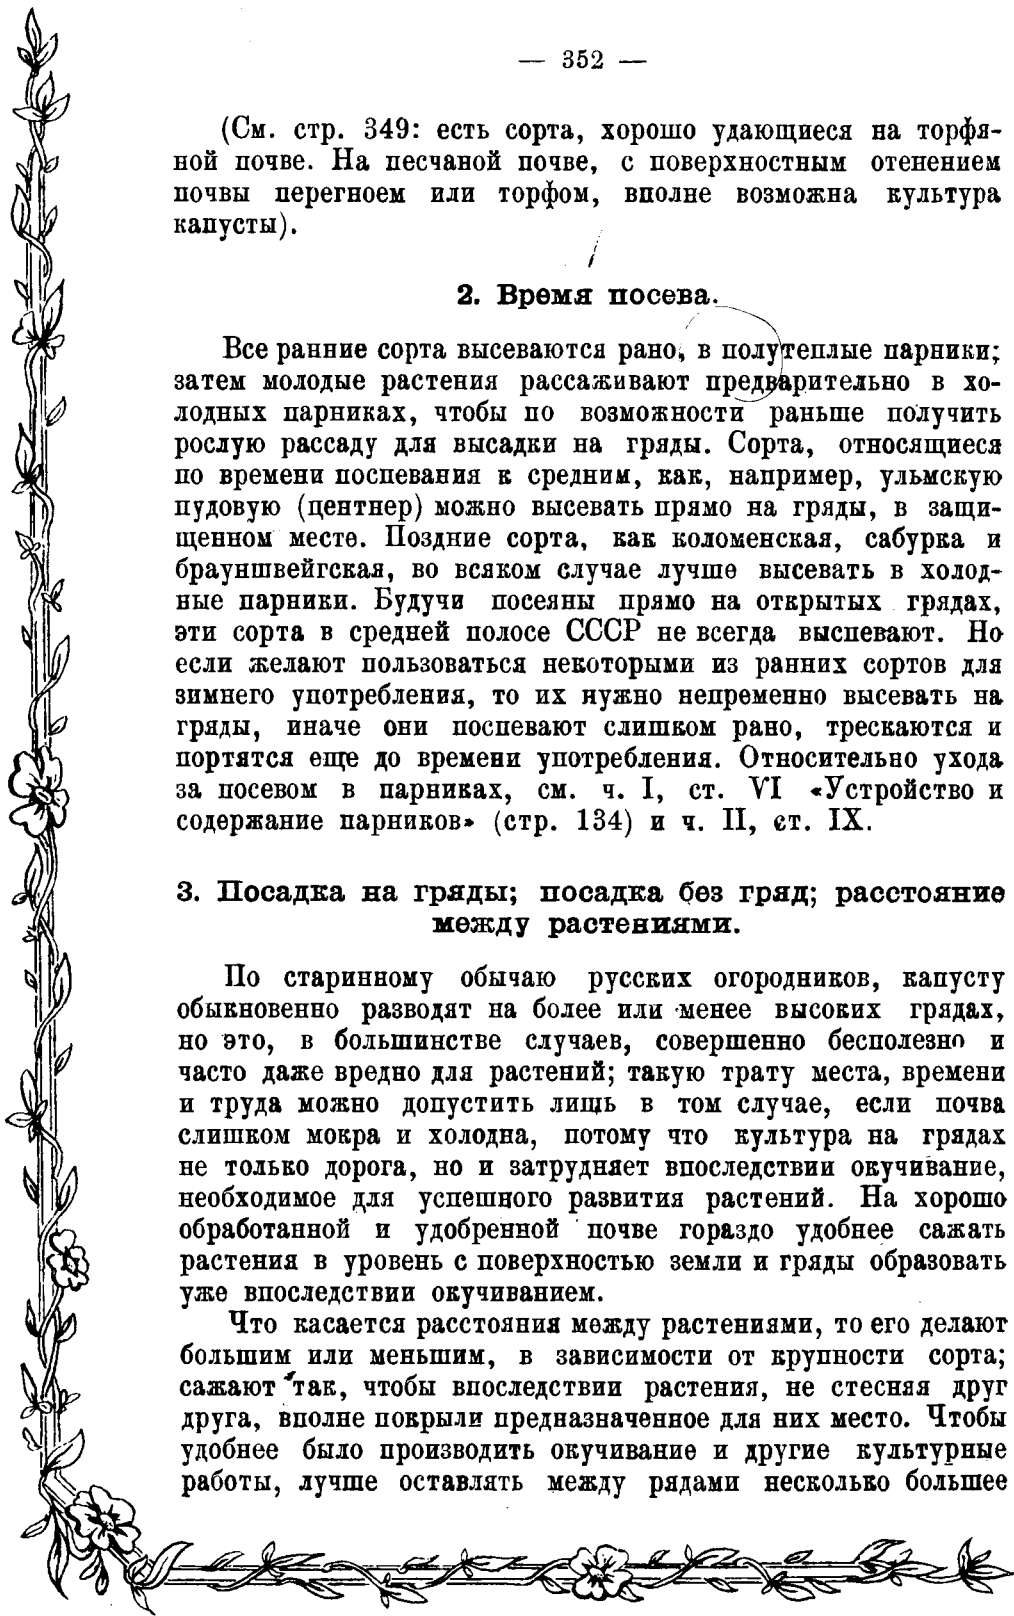 — 352 —
(См. стр. 349: есть сорта, хорошо удающиеся на торфя-
ной почве. На песчаной почве, с поверхностным отенением
почвы перегноем или торфом, вполне возможна культура
капусты).
2. Время посева.
Все ранние сорта высеваются рано, в полутеплые парники;
затем молодые растения рассаживают предварительно в хо-
лодных парниках, чтобы по возможности раньше получить
рослую рассаду для высадки на гряды. Сорта, относящиеся
по времени поспевания к средним, как, например, ульмскую
пудовую (центнер) можно высевать прямо на гряды, в защи-
щенном месте. Поздние сорта, как коломенская, сабурка и
брауншвейгская, во всяком случае лучше высевать в холод-
ные парники. Будучи посеяны прямо на открытых грядах,
эти сорта в средней полосе СССР не всегда выспевают. Но
если желают пользоваться некоторыми из ранних сортов для
зимнего употребления, то их нужно непременно высевать на
гряды, иначе они поспевают слишком рано, трескаются и
портятся еще до времени употребления. Относительно ухода
за посевом в парниках, см. ч. I, ст. VI «Устройство и
содержание парников» (стр. 134) и ч. II, ст. IX.
3. Посадка на гряды; посадка без гряд; расстояние
между растениями.
По старинному обычаю русских огородников, капусту
обыкновенно разводят на более или менее высоких грядах,
но это, в большинстве случаев, совершенно бесполезно и
часто даже вредно для растений; такую трату места, времени
и труда можно допустить лишь в том случае, если почва
слишком мокра и холодна, потому что культура на грядах
не только дорога, но и затрудняет впоследствии окучивание,
необходимое для успешного развития растений. На хорошо
обработанной и удобренной почве гораздо удобнее сажать
растения в уровень с поверхностью земли и гряды образовать
уже впоследствии окучиванием.
Что касается расстояния между растениями, то его делают
большим или меньшим, в зависимости от крупности сорта;
сажают так, чтобы впоследствии растения, не стесняя друг
друга, вполне покрыли предназначенное для них место. Чтобы
удобнее было производить окучивание и другие культурные
работы, лучше оставлять между рядами несколько большее